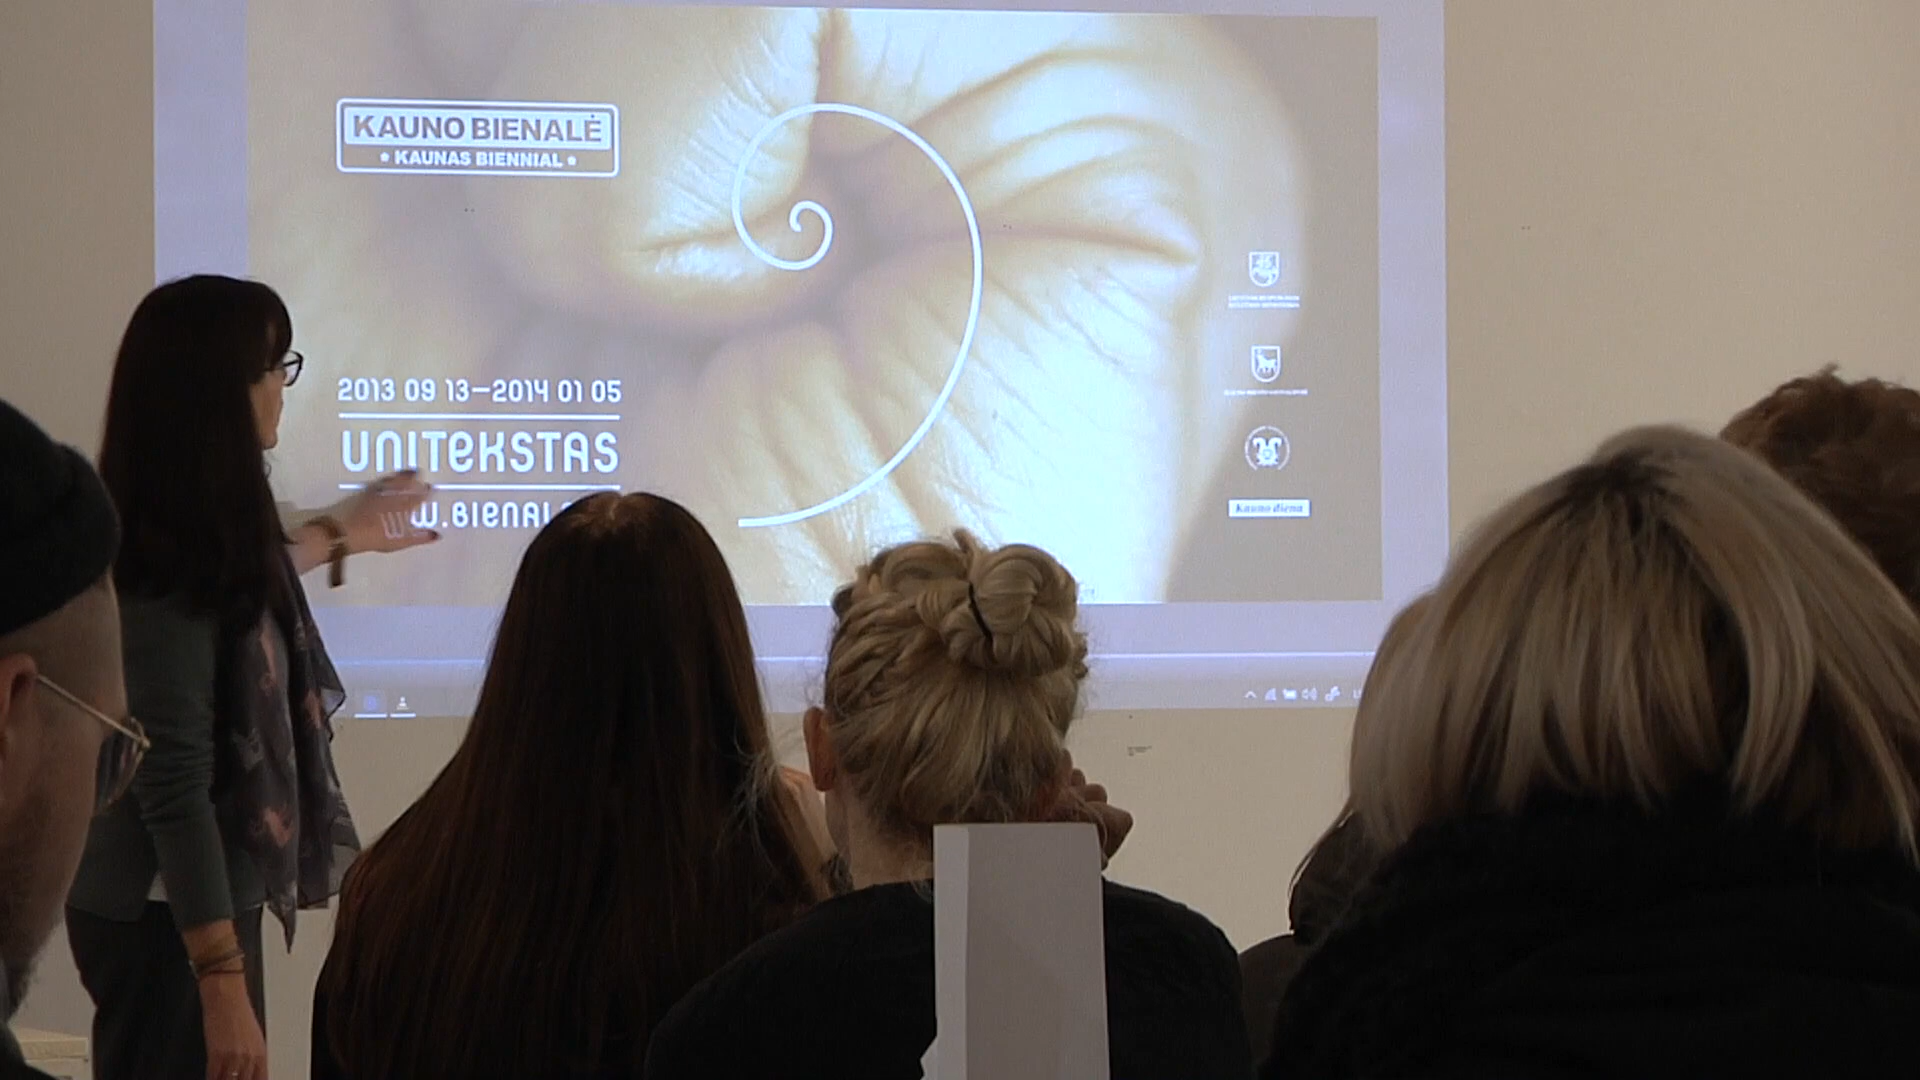 KAUNO BIENALĖ
• KAUNAS BIENNIAL •
2013 09 13—2014 01 05
UNITEKSTAS
Kauno diena